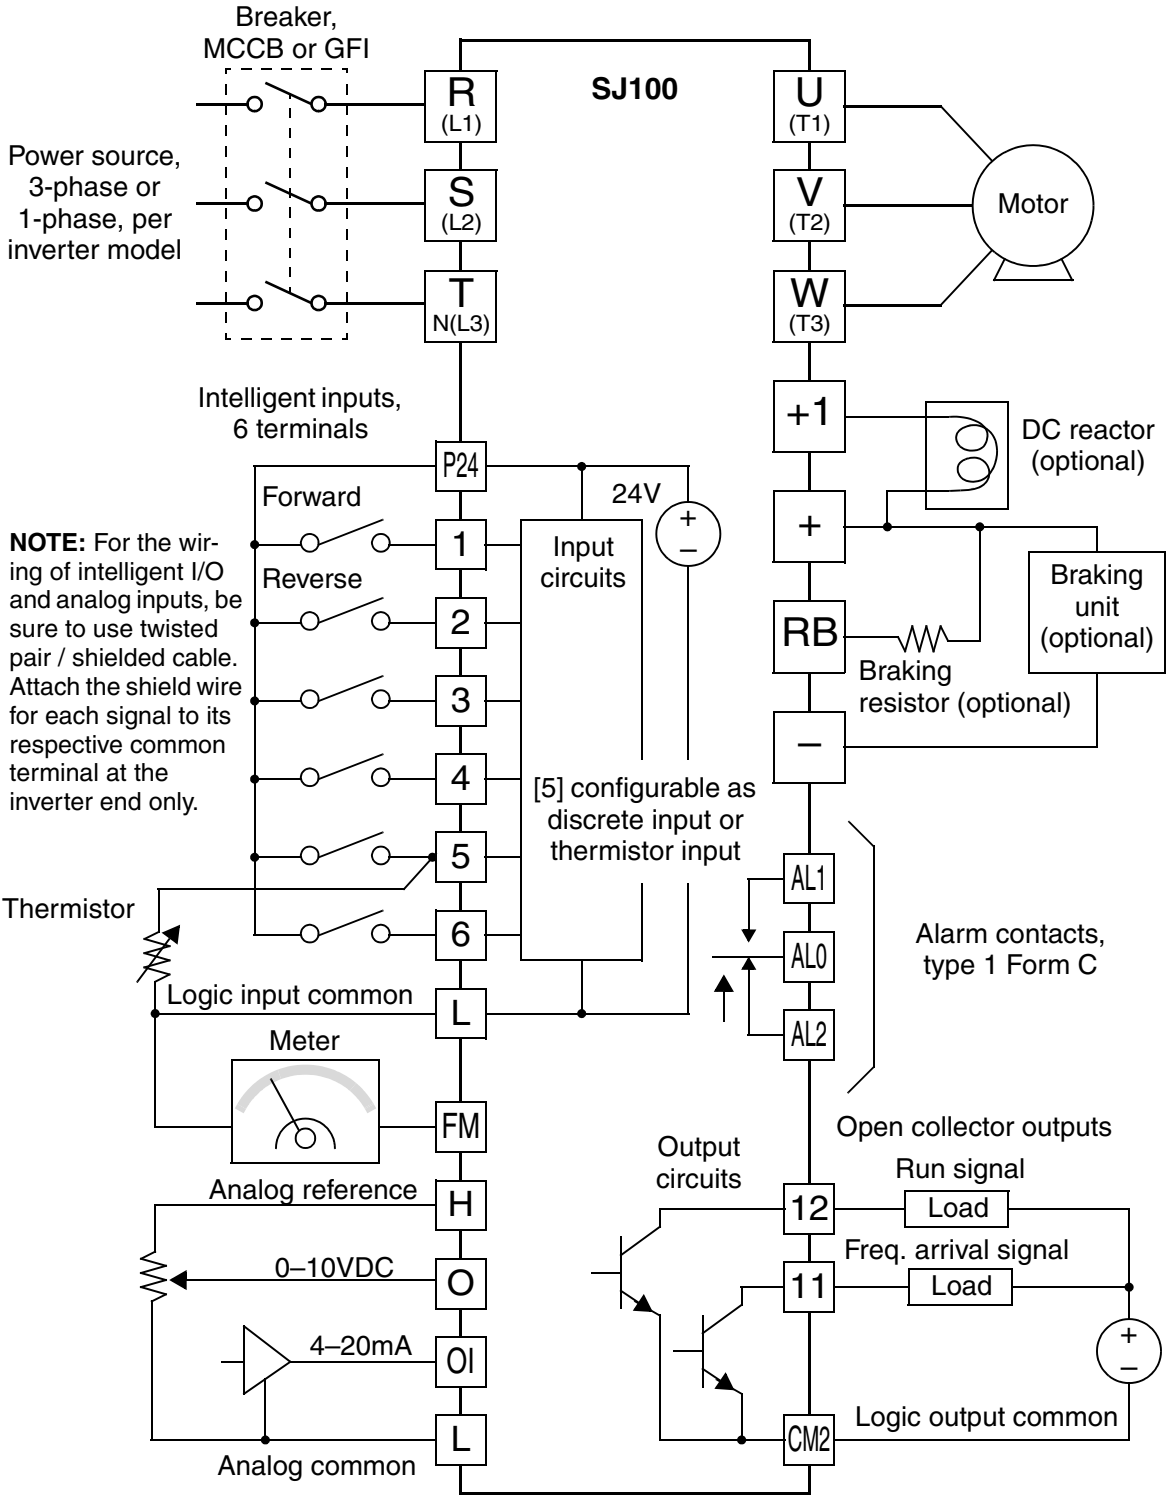 Breaker,
MCCB or GFI
SJ100
R
(L1)
U
(T1)
Power source,
3-phase or
1-phase, per
inverter model
S
(L2)
V
(T2)
Motor
T
N(L3)
W
(T3)
Intelligent inputs,
6 terminals
+1
DC reactor
(optional)
P24
24V
+
–
Forward
1
Input
circuits
+
NOTE: For the wir-
ing of intelligent I/O
and analog inputs, be
sure to use twisted
pair / shielded cable.
Attach the shield wire
for each signal to its
respective common
terminal at the
inverter end only.
Reverse
2
RB
Braking
unit
(optional)
Braking
resistor (optional)
3
–
4
[5] configurable as
discrete input or
thermistor input
5
AL1
Thermistor
6
AL0
Alarm contacts,
type 1 Form C
Logic input common
L
AL2
Meter
FM
Open collector outputs
Output
circuits
Run signal
Analog reference
H
12
Load
Freq. arrival signal
0–10VDC
O
11
Load
+
–
4–20mA
OI
Logic output common
L
CM2
Analog common